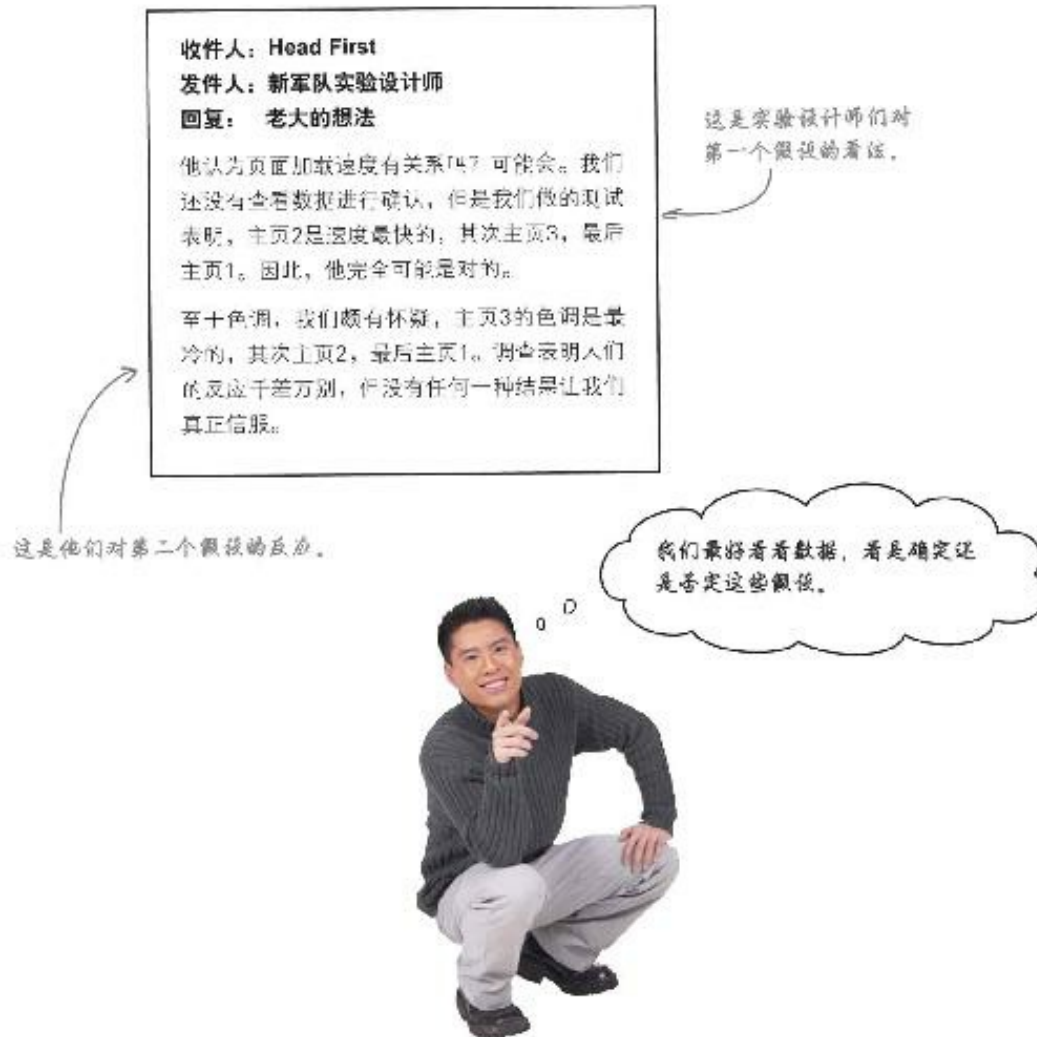 收件人：Head First
发件人：新军队实验设计师
回复： 老大的想法
他认为页面加载速度有关系吗？可能会。我们
还没有查看数据进行确认，但是我们做的测试
表明，主页2是速度最快的，其次主页3，最后
主页1。因此，他完全可能是对的。
至于色调，我们颇有怀疑，主页3的色调是最
冷的，其次主页2，最后主页1。调查表明人们
的反应千差万别，但没有任何一种结果让我们
真正信服。
这是实验设计师们对
第一个假设的看法。
这是他们对第二个假设的反应。
我们最好看看数据，看是确定还
是否定这些假设。